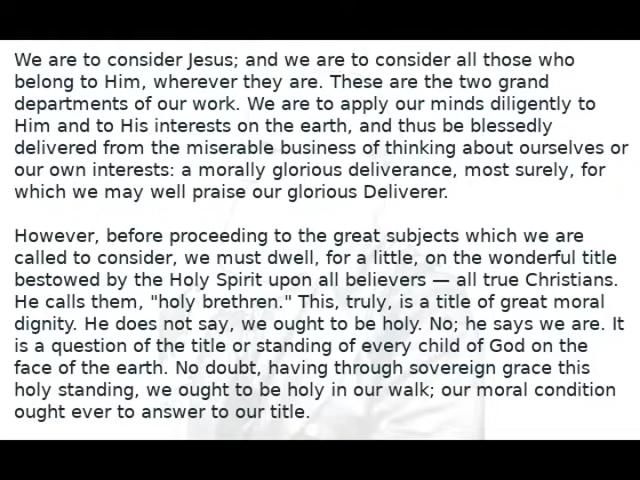 We are to consider Jesus; and we are to consider all those who
belong to Him, wherever they are. These are the two grand
departments of our work. We are to apply our minds diligently to
Him and to His interests on the earth, and thus be blessedly
delivered from the miserable business of thinking about ourselves or
our own interests: a morally glorious deliverance, most surely, for
which we may well praise our glorious Deliverer.

However, before proceeding to the great subjects which we are
called to consider, we must dwell, for a little, on the wonderful title
bestowed by the Holy Spirit upon all believers — all true Christians.
He calls them, "holy brethren." This, truly, is a title of great moral
dignity. He does not say, we ought to be holy. No; he says we are. It
is a question of the title or standing of every child of God on the
face of the earth. No doubt, having through sovereign grace this
holy standing, we ought to be holy in our walk; our moral condition
ought ever to answer to our title.